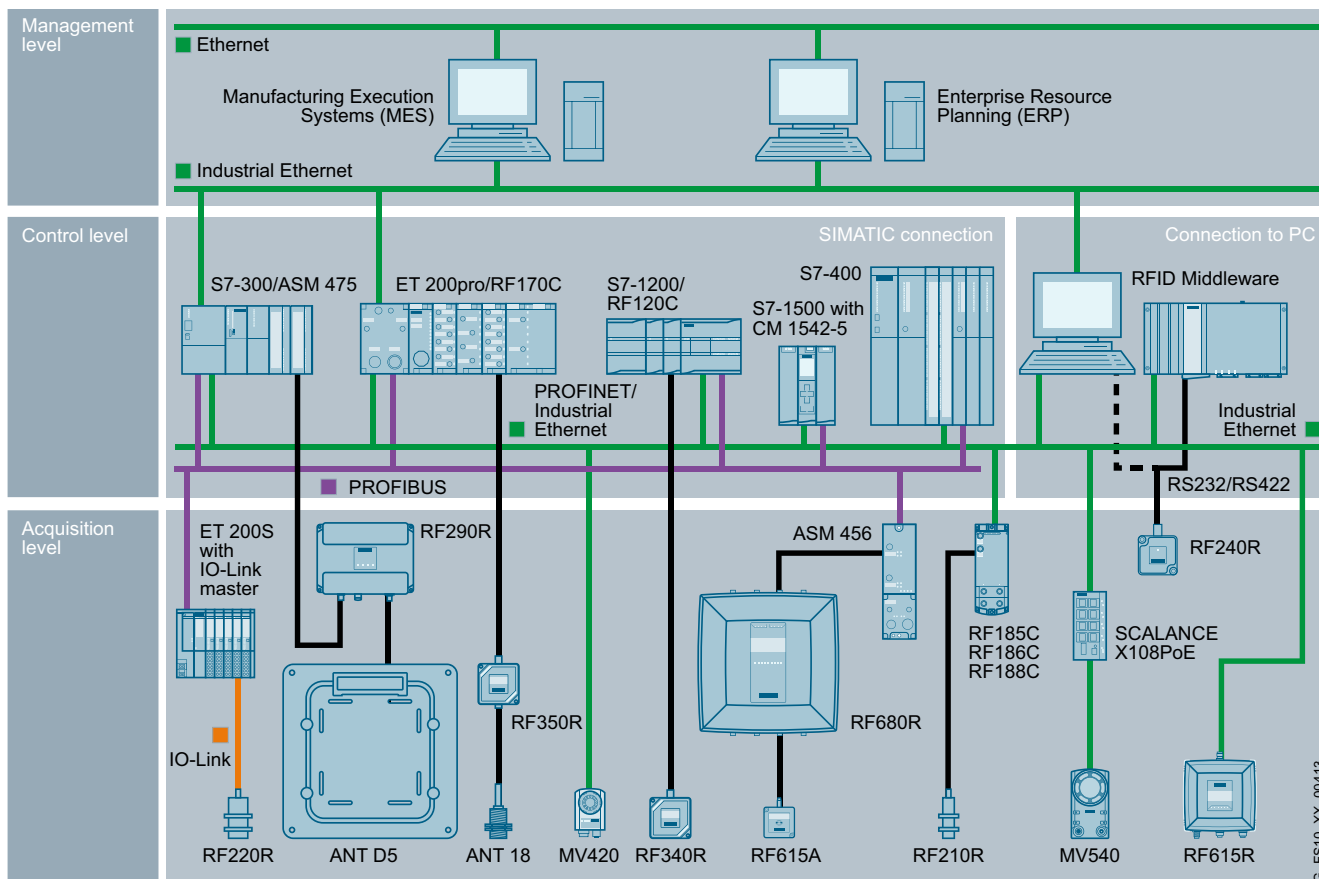 Management
level
Ethernet
Manufacturing Execution
Systems (MES)
Enterprise Resource
Planning (ERP)
Industrial Ethernet
Control level
SIMATIC connection
Connection to PC
S7-300/ASM 475
ET 200pro/RF170C
S7-1200/
RF120C
S7-1500 with
CM 1542-5
S7-400
RFID Middleware
PROFINET/
Industrial
Ethernet
Industrial
Ethernet
PROFIBUS
RS232/RS422
Acquisition
level
ET 200S
with
IO-Link
master
RF290R
ASM 456
RF240R
RF185C
RF186C
RF188C
SCALANCE
X108PoE
RF350R
RF680R
IO-Link
RF220R
ANT D5
ANT 18
MV420
RF340R
RF615A
RF210R
MV540
RF615R